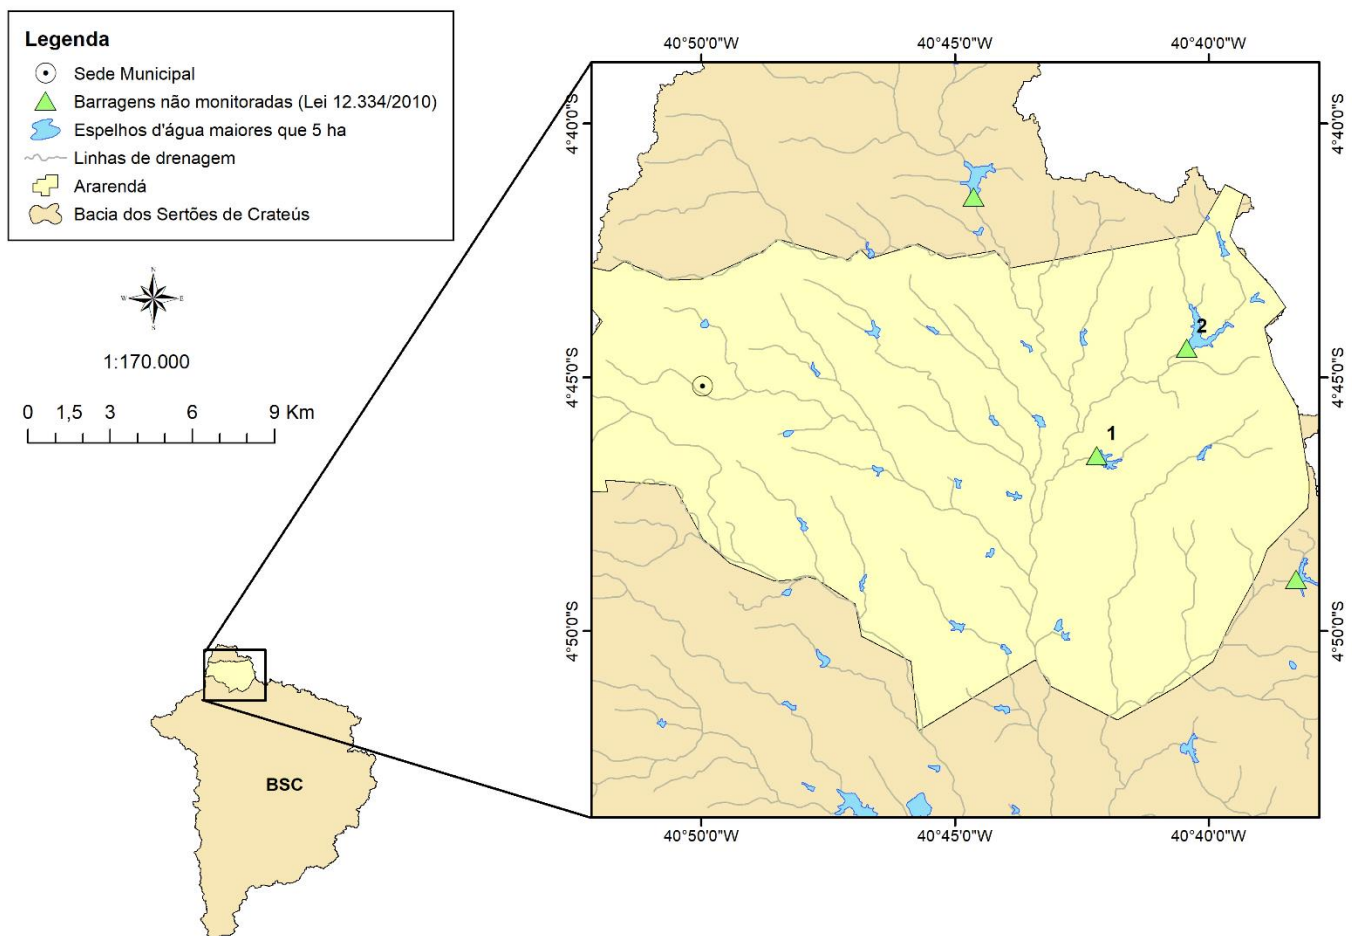 Legenda
Sede Municipal
Barragens não monitoradas (Lei 12.334/2010)
Espelhos d'água maiores que 5 ha
Linhas de drenagem
Ararendá
Bacia dos Sertões de Crateús
N
W E
S
1:170.000
0 1,5 3 6 9 Km
BSC
40°50'0"W 40°45'0"W 40°40'0"W
4°40'0"S 4°40'0"S
2
4°45'0"S 4°45'0"S
1
4°50'0"S 4°50'0"S
40°50'0"W 40°45'0"W 40°40'0"W